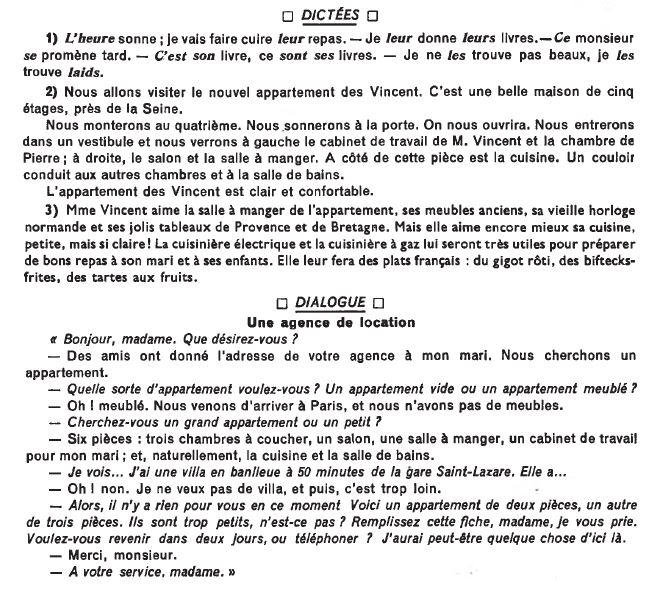 □ DICTÉES □
1) L'heure sonne ; je vais faire cuire leur repas. — Je leur donne leurs livres. — Ce monsieur
se promène tard. — C'est son livre, ce sont ses livres. — Je ne les trouve pas beaux, je les
trouve laids.
2) Nous allons visiter le nouvel appartement des Vincent. C'est une belle maison de cinq
étages, près de la Seine.
Nous monterons au quatrième. Nous sonnerons à la porte. On nous ouvrira. Nous entrerons
dans un vestibule et nous verrons à gauche le cabinet de travail de M. Vincent et la chambre de
Pierre ; à droite, le salon et la salle à manger. A côté de cette pièce est la cuisine. Un couloir
conduit aux autres chambres et à la salle de bains.
L'appartement des Vincent est clair et confortable.
3) Mme Vincent aime la salle à manger de l'appartement, ses meubles anciens, sa vieille horloge
normande et ses jolis tableaux de Provence et de Bretagne. Mais elle aime encore mieux sa cuisine,
petite, mais si claire! La cuisinière électrique et la cuisinière à gaz lui seront très utiles pour préparer
de bons repas à son mari et à ses enfants. Elle leur fera des plats français : du gigot rôti, des biftecks-
frites, des tartes aux fruits.
□ DIALOGUE □
Une agence de location
« Bonjour, madame. Que désirez-vous ?
— Des amis ont donné l'adresse de votre agence à mon mari. Nous cherchons un
appartement.
— Quelle sorte d'appartement voulez-vous ? Un appartement vide ou un appartement meublé ?
— Oh ! meublé. Nous venons d'arriver à Paris, et nous n'avons pas de meubles.
— Cherchez-vous un grand appartement ou un petit ?
— Six pièces : trois chambres à coucher, un salon, une salle à manger, un cabinet de travail
pour mon mari ; et, naturellement, la cuisine et la salle de bains.
— Je vois... J'ai une villa en banlieue à 50 minutes de la gare Saint-Lazare. Elle a...
— Oh ! non. Je ne veux pas de villa, et puis, c'est trop loin.
— Alors, il n'y a rien pour vous en ce moment Voici un appartement de deux pièces, un autre
de trois pièces. Ils sont trop petits, n'est-ce pas ? Remplissez cette fiche, madame, je vous prie.
Voulez-vous revenir dans deux jours, ou téléphoner ? J'aurai peut-être quelque chose d'ici là.
— Merci, monsieur.
— A votre service, madame. »